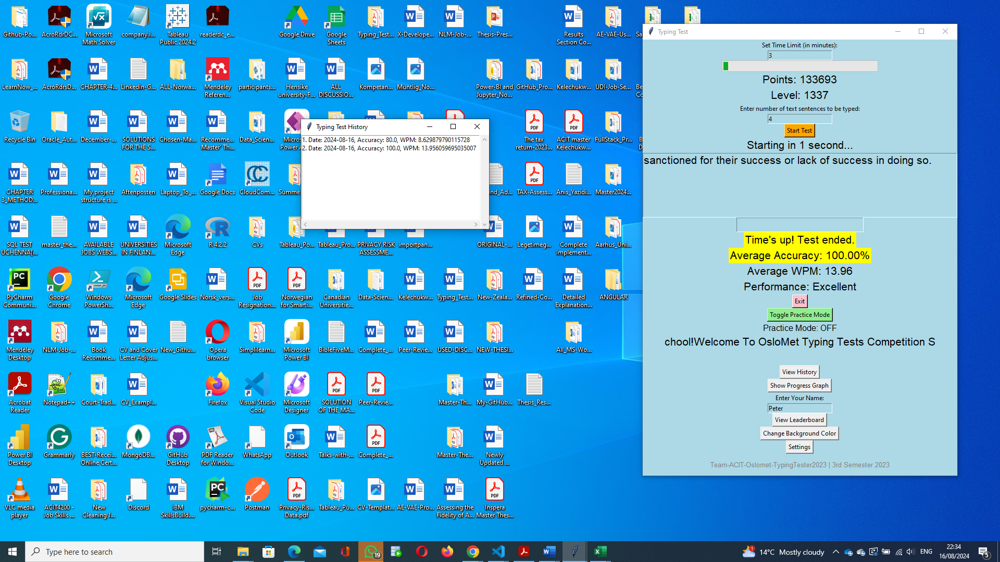 Github-Po...
AcroRdrDC...
Microsoft
Math Solver
company.i...
Tableau
Public 2024.2
readerdc_e...
Google Drive
Google
Sheets
Typing_Test...
X-Develope...
NLM-Job-...
Thesis-Pres...
Results
Section Co...
AE-VAE-Us...
LearnNow_...
AcroRdrsD...
CHAPTER-4...
LinkedIn-G...
ALL-Norwa...
Mendeley
Referen...
participants...
Hensike
university-F...
ALL
DISCUSSIO...
Kompetan...
Muntlig_No...
Power-BI and
Jupyter_No...
GitHub_Pro...
Kelechukw...
UDI-Job-Se...
Recycle Bin
Oracle_Aut...
December-...
SOLUTIONS
FOR THE S...
Chosen-Ma...
Recomme...
Master' Th...
Data_Scien...
The tax
return-2023...
ACIT master
Kelechukwu...
FullStack_Pr...
CHAPTER
3_METHOD...
Professiona...
My project
structure is ...
Aftenposten
Laptop_To_...
Google Docs
CloudCom...
TAX-Assess...
Anis_Yazidi...
Master2024...
SQL TEST
UCHENNA[...
master_the...
AVAILABLE
JOBS WEBS...
UNIVERSITIES
IN FINLAN...
Microsoft
Edge
R 4.2.2
CVs
Tableau_Po...
Tableau_Pro...
PRIVACY RISK
ASSESSME...
importpan...
ORIGINAL-...
Legetimeg...
Complete
Implement...
Aarhus_Uni...
PyCharm
Communi...
Google
Chrome
Windows
PowerSh...
Microsoft
Edge
Google Slides
Norsk_vers...
Job
Resignation...
Norwegian
for Smarti...
Canadian
Universitie...
Data-Scien...
Kelechukw...
Typing_Test...
New-Zeala...
Refined-Co...
Detailed
Explanation...
ANGULAR
Mendeley
Desktop
NLM-Job-...
Book
Recomme...
CV and Cover
Letter Adjus...
New_Githu...
Opera
browser
Simplilearn...
Microsoft
Power BI
BibleFiveM...
Complete_...
Peer-Revie...
USED-DISC...
NEW-THESI...
All_MS-Wo...
Acrobat
Reader
Notepad++
Court-Trad...
CV_Exampl...
Firefox
Visual Studio
Code
Microsoft
Designer
SOLUTION
OF THE MA...
Peer-Revie...
Master-Th...
My-GitHub...
Thesis_Res...
Power BI
Desktop
Grammarly
BEST-Recei...
Online Cert...
MongoDB...
GitHub
Desktop
PDF Reader
for Windo...
WhatsApp
Outlook
Talks-with-...
Complete_...
Master-The...
Newly
Updated ...
VLC media
player
ACIT4200 -
Job Skills ...
New
Cleaning J...
Discord
IBM
SkillsBuild....
pycharm-c...
Postman
Privacy-Ris...
Data.pdf
Tableau_Pu...
CV-Templat...
AE-VAE-Pro...
Assessing the
Fidelity of A...
Inspera
Master Thes...
Typing Test History
1. Date: 2024-08-16, Accuracy: 80.0, WPM: 8.629879790115728
2. Date: 2024-08-16, Accuracy: 100.0, WPM: 13.956059695035007
Typing Test
Set Time Limit (in minutes):
3
Points: 133693
Level: 1337
Enter number of text sentences to be typed:
4
Start Test
Starting in 1 second...
sanctioned for their success or lack of success in doing so.
Time's up! Test ended.
Average Accuracy: 100.00%
Average WPM: 13.96
Performance: Excellent
Exit
Toggle Practice Mode
Practice Mode: OFF
chool!Welcome To OsloMet Typing Tests Competition S
View History
Show Progress Graph
Enter Your Name:
Peter
View Leaderboard
Change Background Color
Settings
Team-ACIT-Oslomet-TypingTester2023 | 3rd Semester 2023
Type here to search
19
1
14°C Mostly cloudy
ENG
22:34
16/08/2024
5